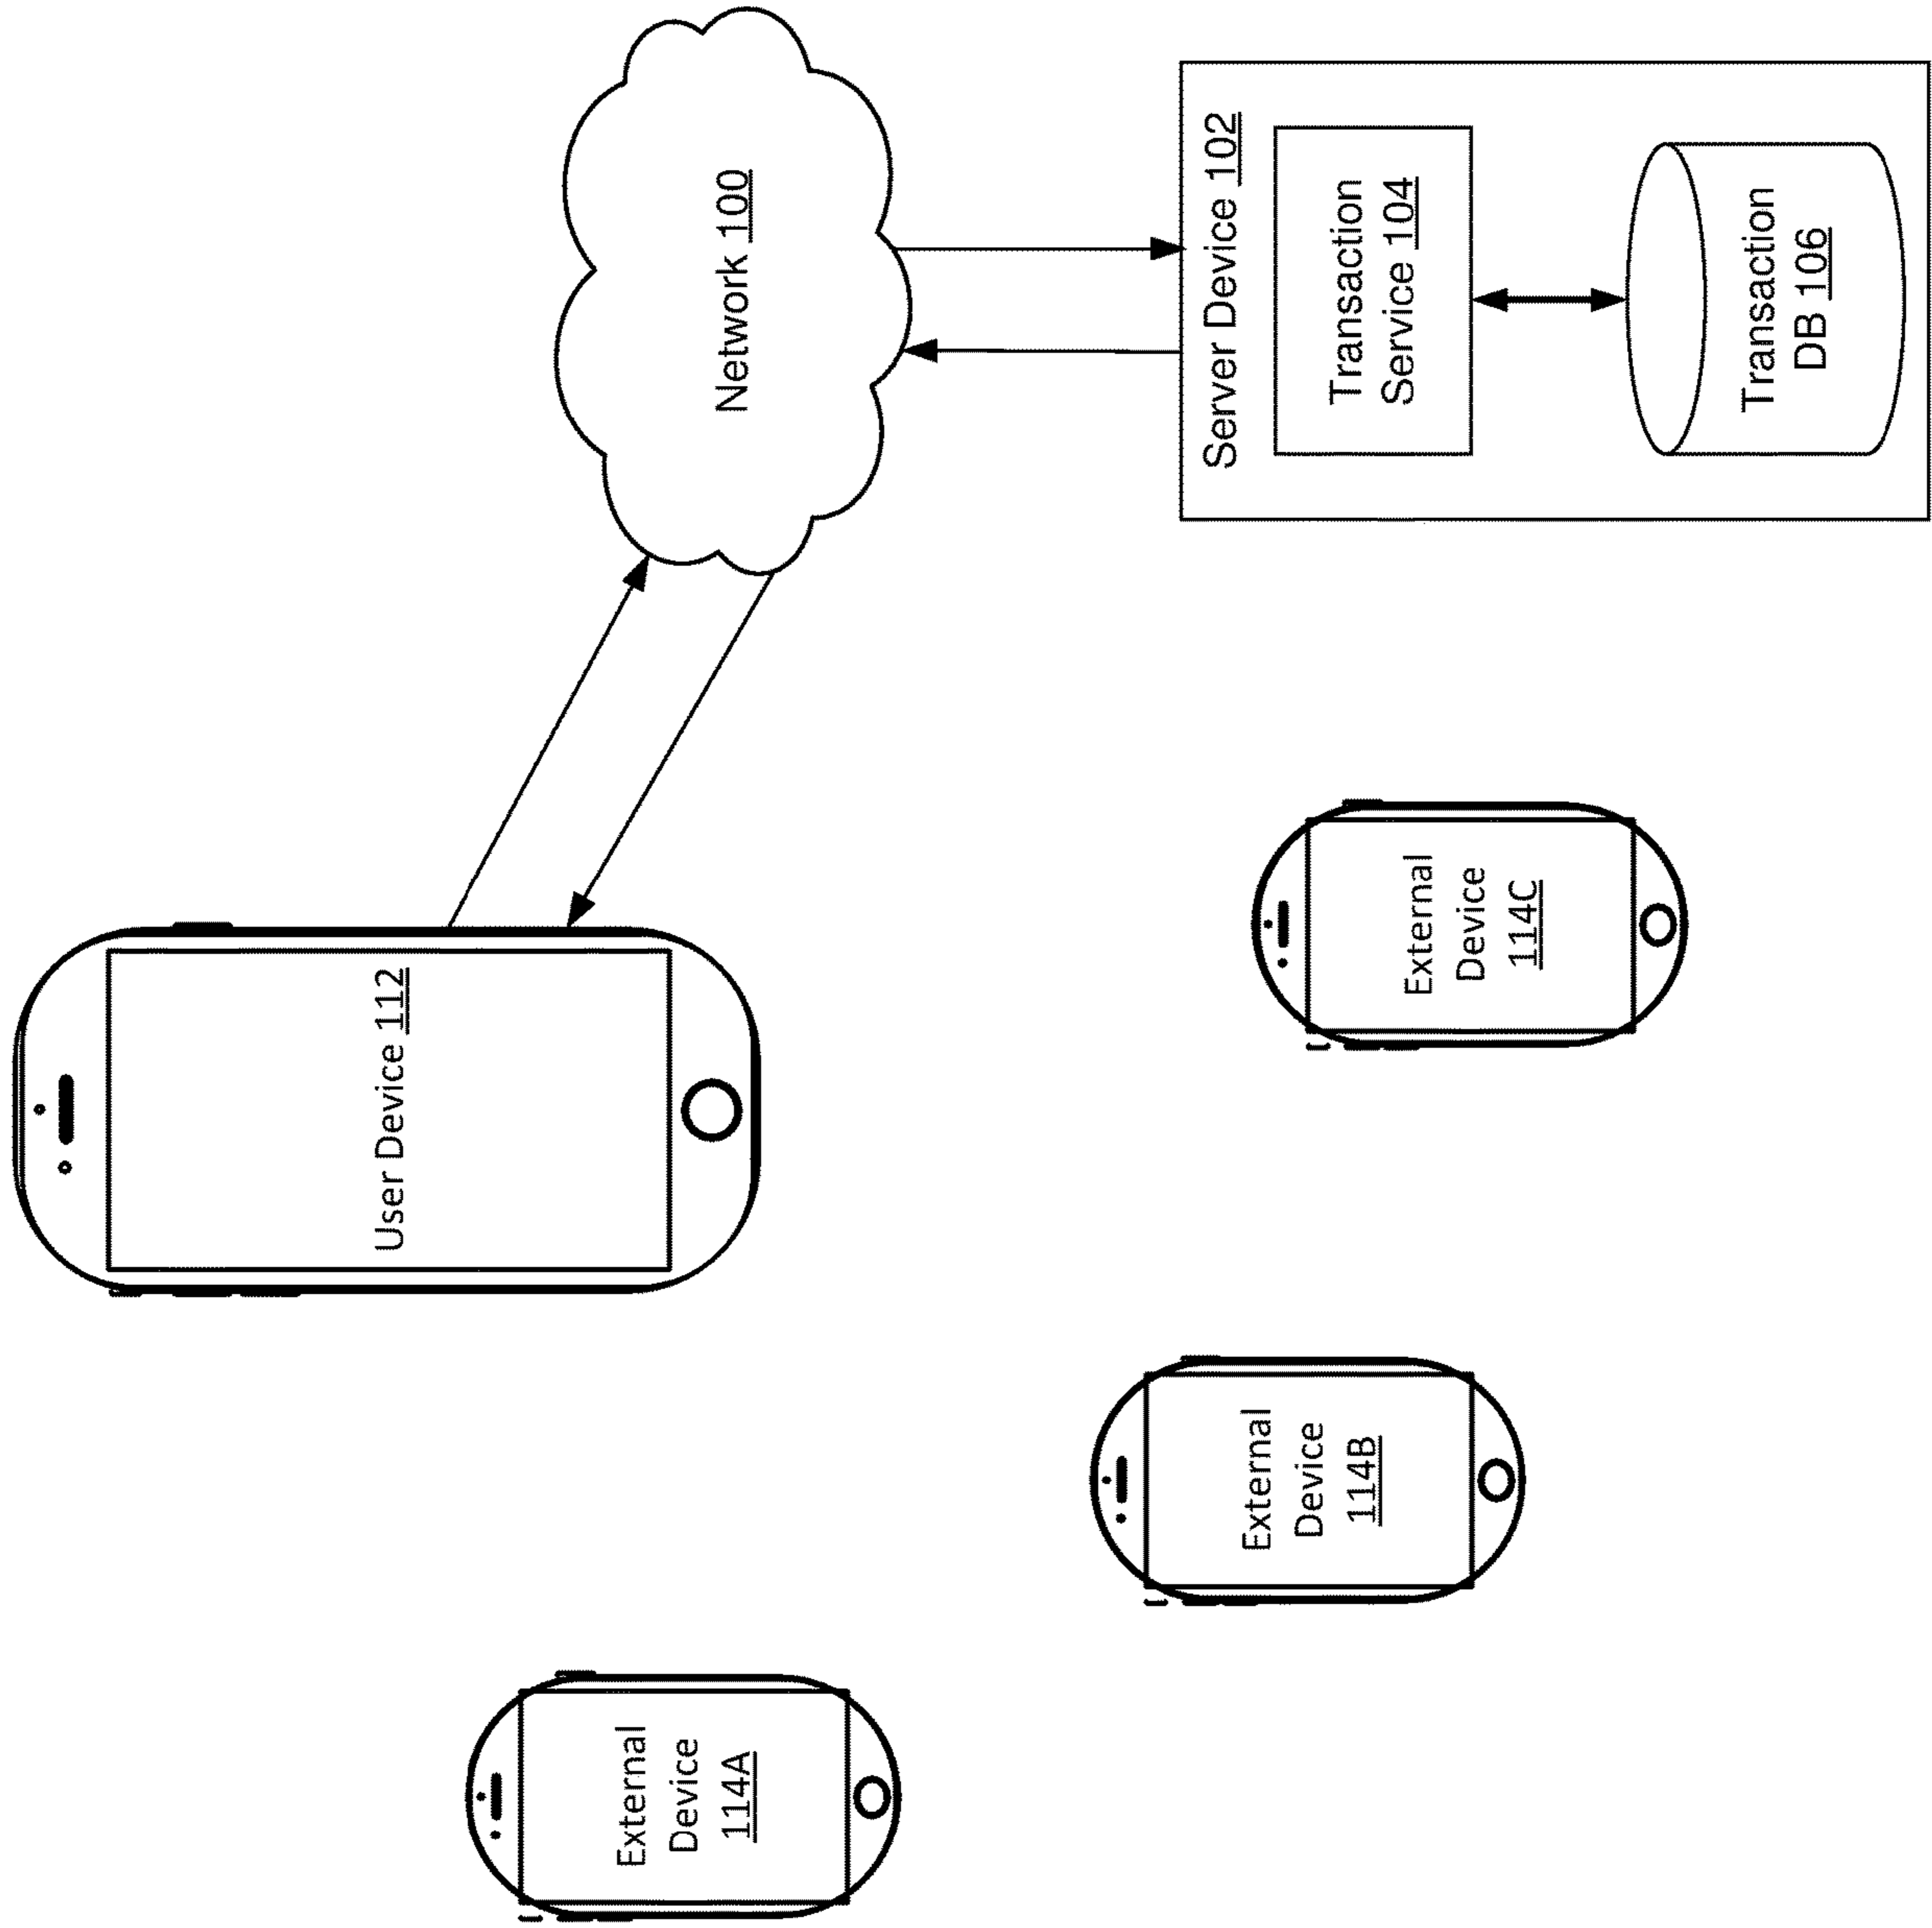 User Device 112
Network 100
Server Device 102
Transaction
Service 104
Transaction
DB 106
External
Device
114A
External
Device
114B
External
Device
114C